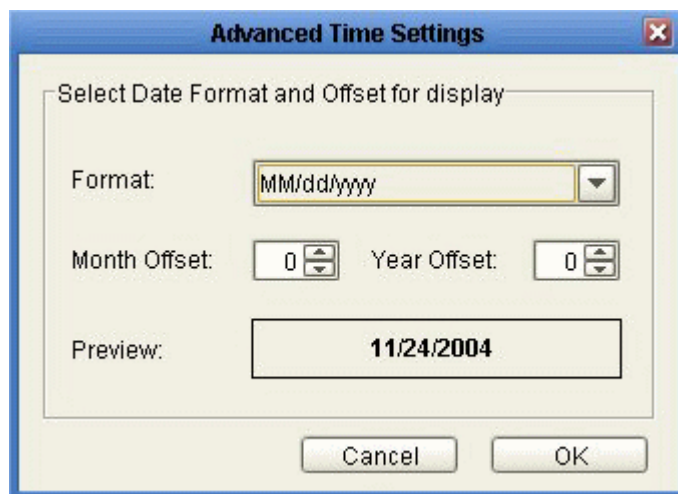 Advanced Time Settings
Select Date Format and Offset for display
Format: MM/dd/yyyy
Month Offset: 0 Year Offset: 0
Preview: 11/24/2004
Cancel OK